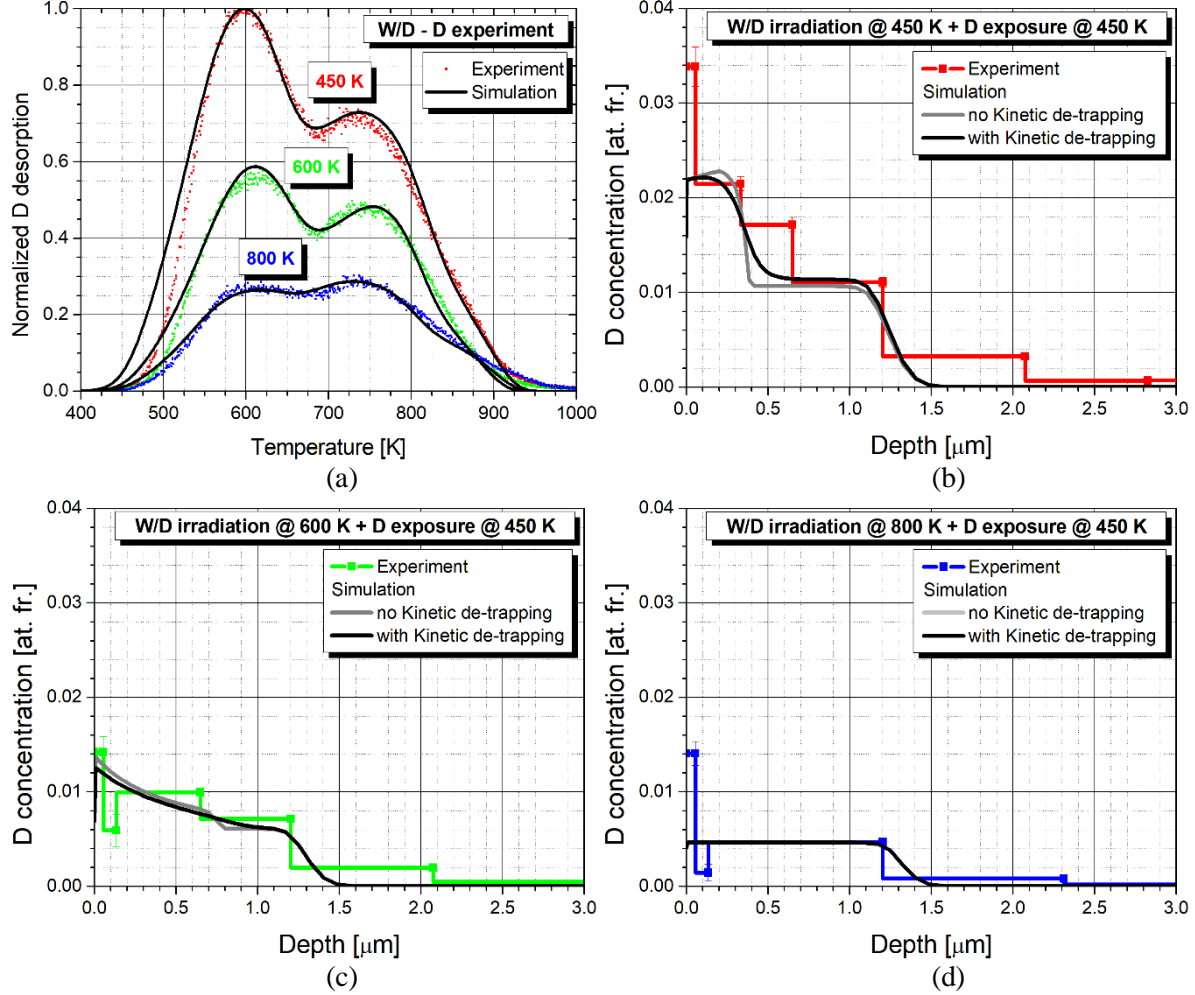 W/D - D experiment
Experiment
Simulation
450 K
600 K
800 K
Normalized D desorption
1.0
0.8
0.6
0.4
0.2
0.0
400 500 600 700 800 900 1000
Temperature [K]
(a)
W/D irradiation @ 450 K + D exposure @ 450 K
Experiment
Simulation
no Kinetic de-trapping
with Kinetic de-trapping
D concentration [at. fr.]
0.04
0.03
0.02
0.01
0.00
0.0 0.5 1.0 1.5 2.0 2.5 3.0
Depth [μm]
(b)
W/D irradiation @ 600 K + D exposure @ 450 K
Experiment
Simulation
no Kinetic de-trapping
with Kinetic de-trapping
D concentration [at. fr.]
0.04
0.03
0.02
0.01
0.00
0.0 0.5 1.0 1.5 2.0 2.5 3.0
Depth [μm]
(c)
W/D irradiation @ 800 K + D exposure @ 450 K
Experiment
Simulation
no Kinetic de-trapping
with Kinetic de-trapping
D concentration [at. fr.]
0.04
0.03
0.02
0.01
0.00
0.0 0.5 1.0 1.5 2.0 2.5 3.0
Depth [μm]
(d)